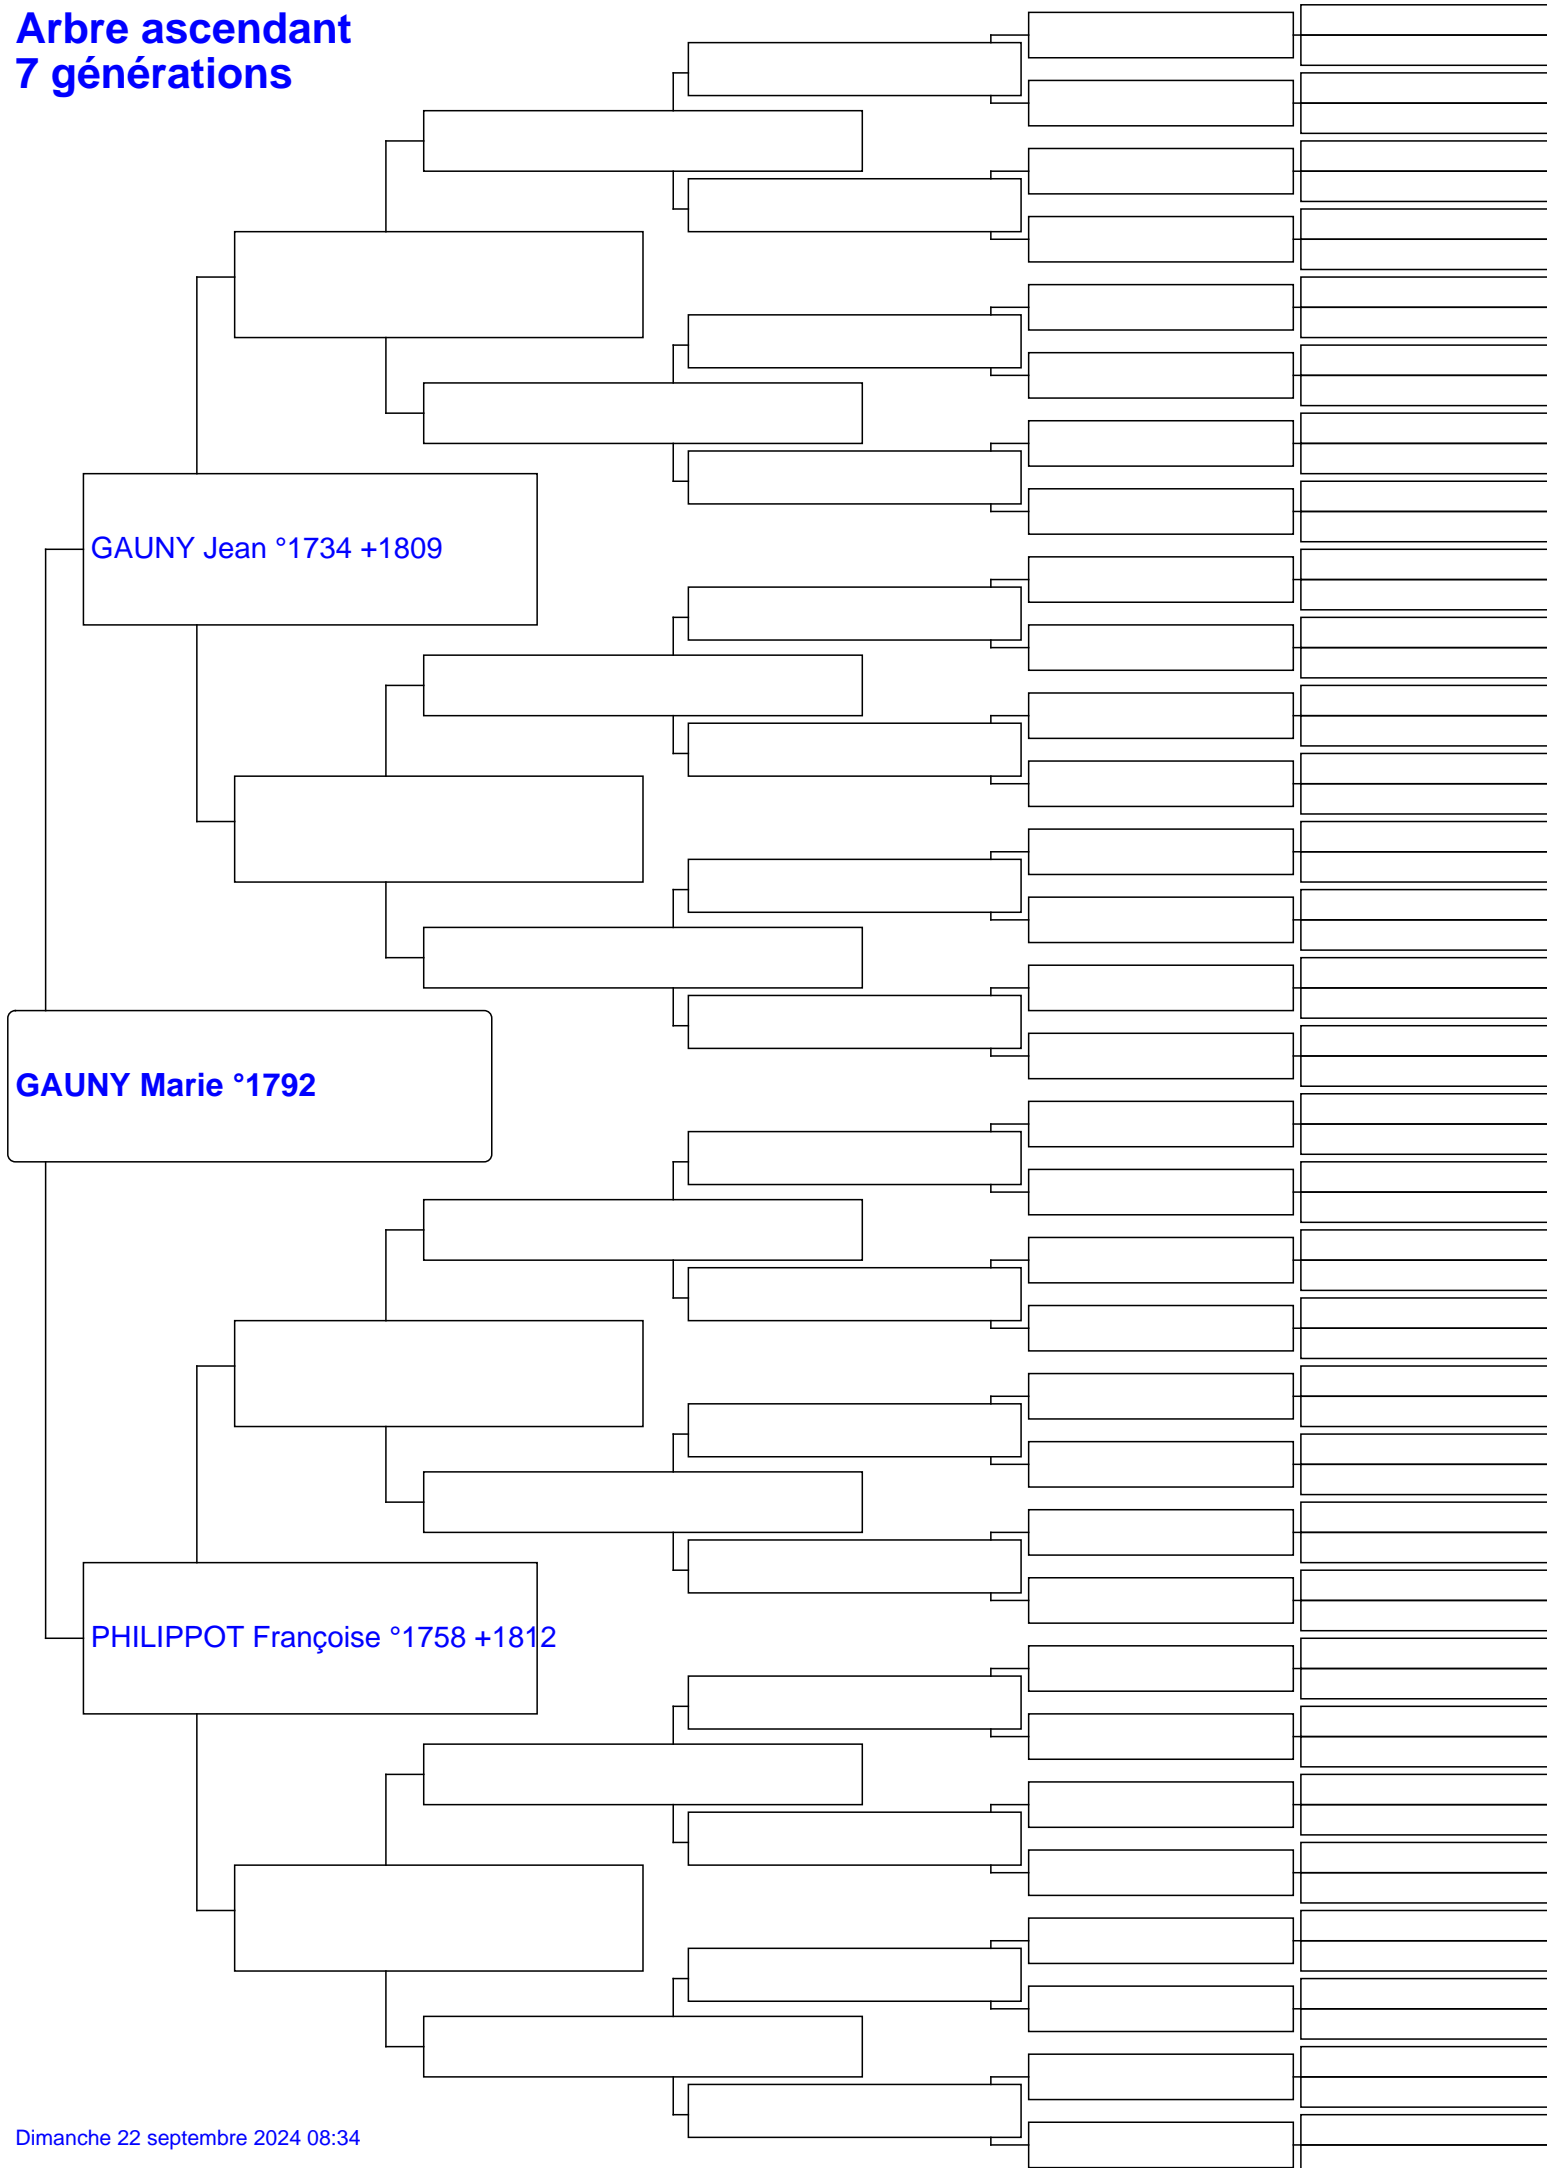 Arbre ascendant
7 générations
GAUNY Jean °1734 +1809
GAUNY Marie °1792
PHILIPPOT Françoise °1758 +1812
Dimanche 22 septembre 2024 08:34